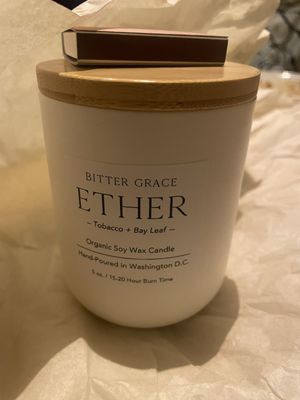 BITTER GRACE
ETHER
– Tobacco + Bay Leaf –
Organic Soy Wax Candle
Hand-Poured in Washington D.C.
5 oz. / 15-20 Hour Burn Time